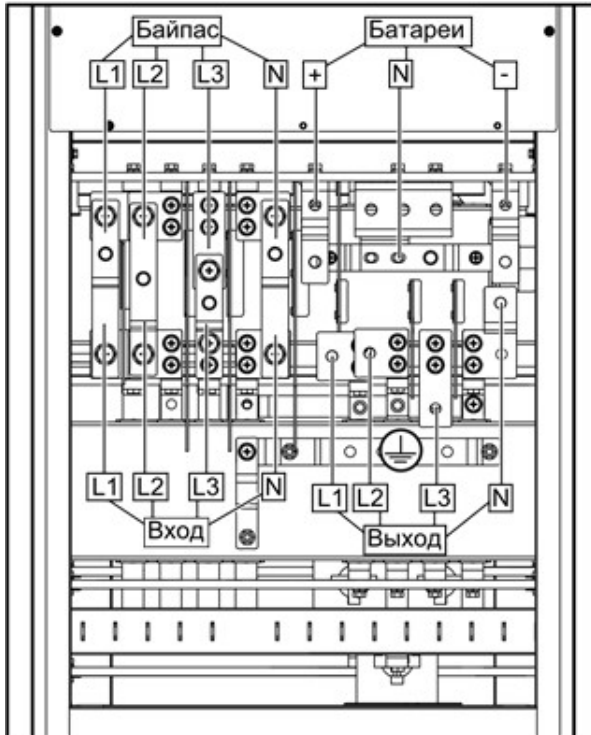 Байпас Батареи
L1 L2 L3 N + N -
L1 L2 L3 N L1 L2 L3 N
Вход Выход